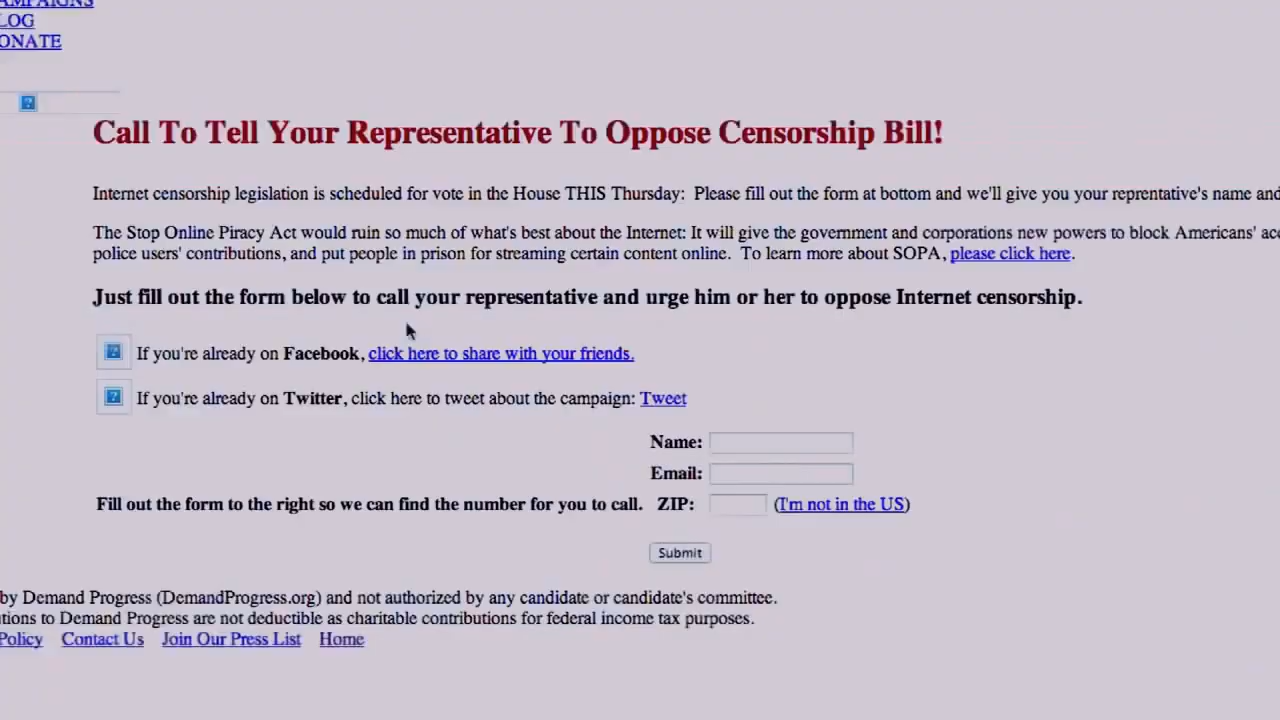 LOG
ONATE
Call To Tell Your Representative To Oppose Censorship Bill!
Internet censorship legislation is scheduled for vote in the House THIS Thursday:  Please fill out the form at bottom and we'll give you your reprentative's name and
The Stop Online Piracy Act would ruin so much of what's best about the Internet: It will give the government and corporations new powers to block Americans'
police users' contributions, and put people in prison for streaming certain content online.  To learn more about SOPA, please click here.
Just fill out the form below to call your representative and urge him or her to oppose Internet censorship.
If you're already on Facebook, click here to share with your friends.
If you're already on Twitter, click here to tweet about the campaign: Tweet
Name:
Email:
Fill out the form to the right so we can find the number for you to call. ZIP: (I'm not in the US)
Submit
by Demand Progress (DemandProgress.org) and not authorized by any candidate or candidate's committee.
tions to Demand Progress are not deductible as charitable contributions for federal income tax purposes.
Policy Contact Us Join Our Press List Home